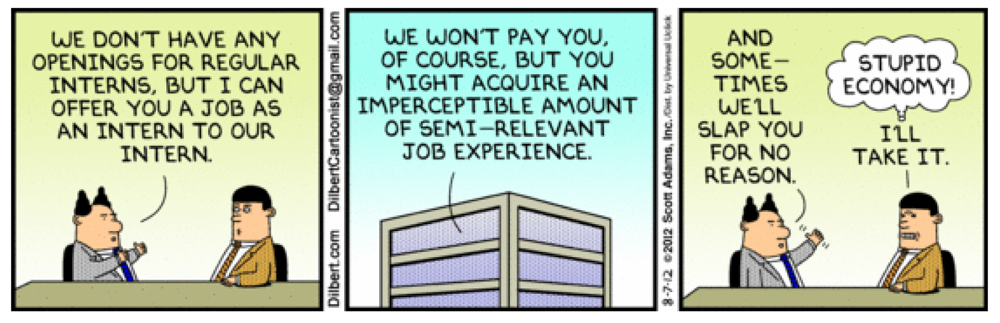 WE DON'T HAVE ANY
OPENINGS FOR REGULAR
INTERNS, BUT I CAN
OFFER YOU A JOB AS
AN INTERN TO OUR
INTERN.
Dilbert.com DilbertCartoonist@gmail.com
WE WON'T PAY YOU,
OF COURSE, BUT YOU
MIGHT ACQUIRE AN
IMPERCEPTIBLE AMOUNT
OF SEMI-RELEVANT
JOB EXPERIENCE.
8-7-12 ©2012 Scott Adams, Inc. /Dist. by Universal Uclick
AND
SOME-
TIMES
WE'LL
SLAP YOU
FOR NO
REASON.
STUPID
ECONOMY!
I'LL
TAKE IT.